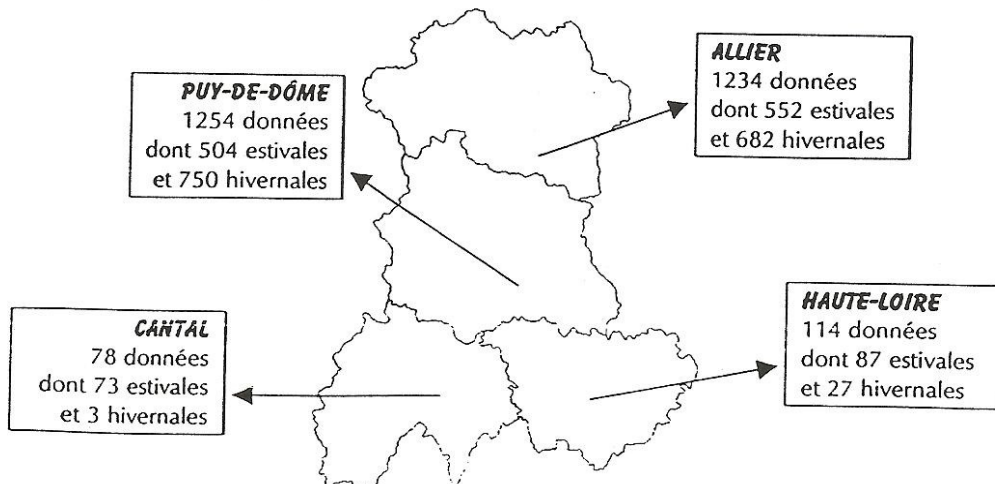 PUY-DE-DÔME
1254 données
dont 504 estivales
et 750 hivernales
ALLIER
1234 données
dont 552 estivales
et 682 hivernales
CANTAL
78 données
dont 73 estivales
et 3 hivernales
HAUTE-LOIRE
114 données
dont 87 estivales
et 27 hivernales